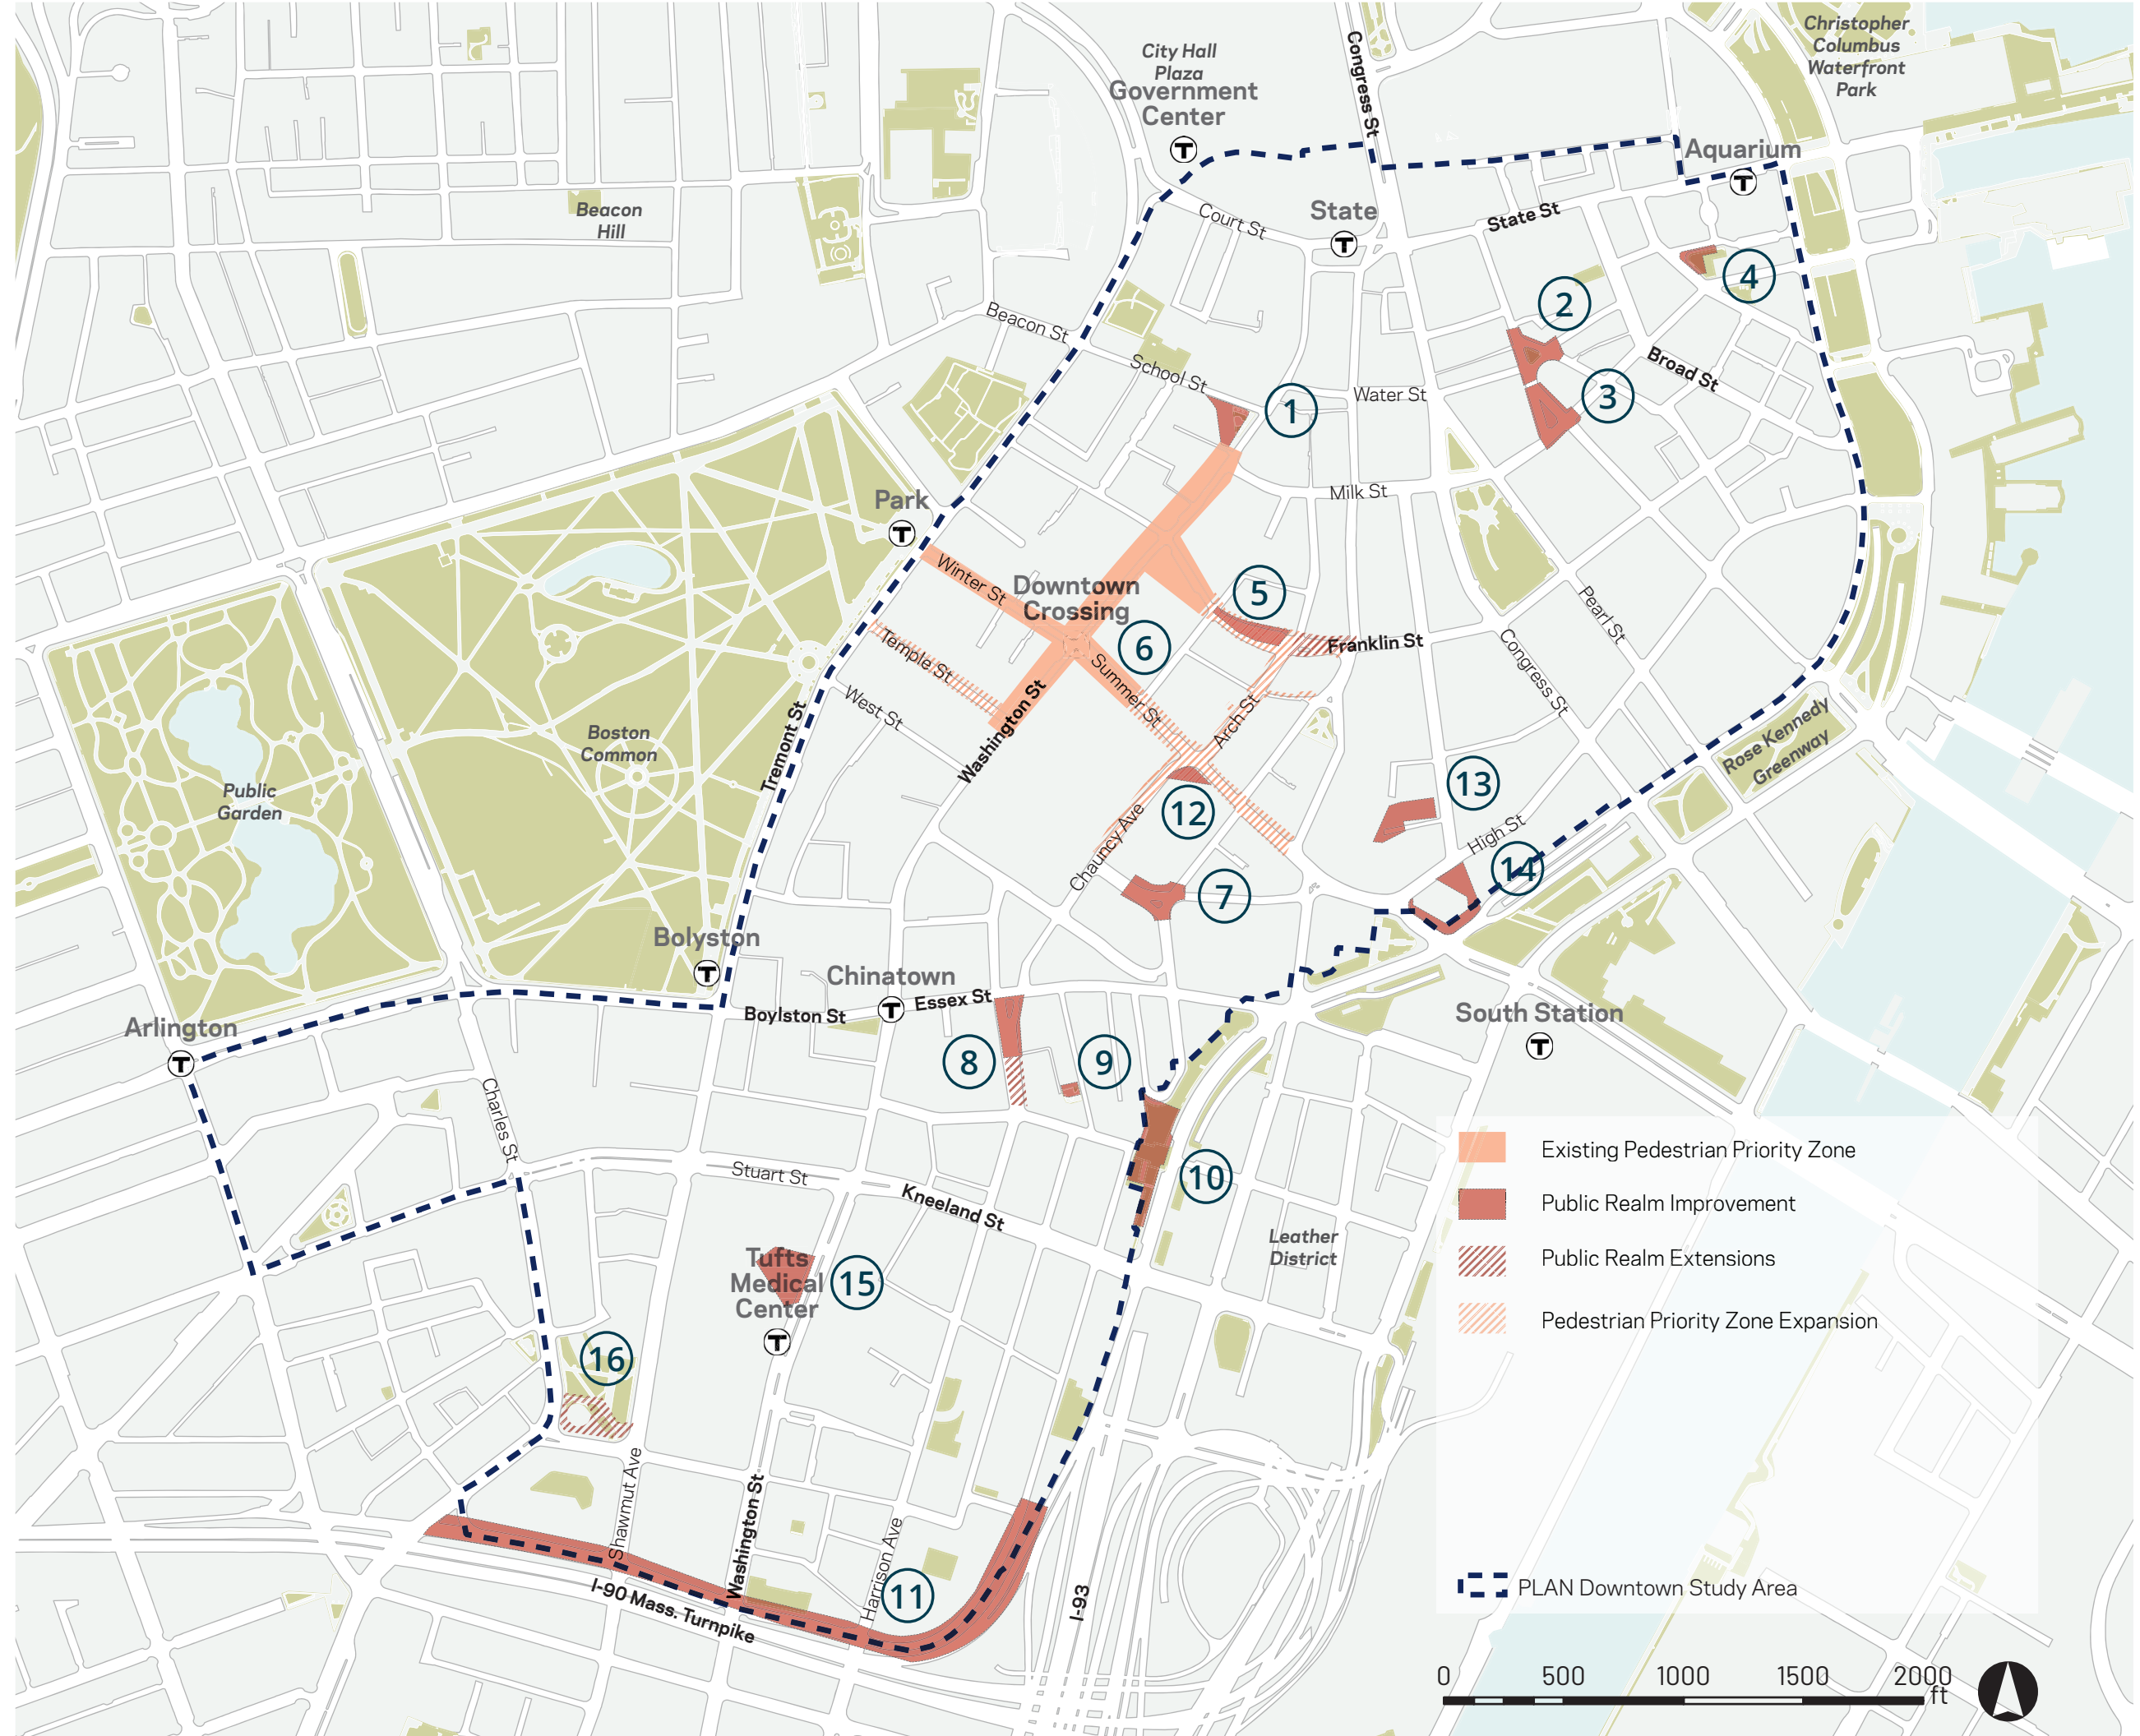 Christopher
Columbus
Waterfront
Park
City Hall
Plaza
Government
Center
T
Congress St
Aquarium
T
Beacon
Hill
Court St
State
T
State St
4
2
Beacon St
School St
Broad St
1
Water St
3
Park
T
Milk St
Winter St
Downtown
Crossing
5
Pearl St
6
Franklin St
Temple St
Summer St
Congress St
West St
Arch St
Washington St
Tremont St
Boston
Common
Rose Kennedy
Greenway
Public
Garden
13
12
High St
Chauncy Ave
14
7
Bolyston
T
Chinatown
T
Essex St
Boylston St
South Station
T
Arlington
T
8
9
Charles St
10
Stuart St
Kneeland St
Leather
District
Tufts
Medical
Center
T
15
16
Shawmut Ave
Washington St
Harrison Ave
11
I-90 Mass. Turnpike
I-93
Existing Pedestrian Priority Zone
Public Realm Improvement
Public Realm Extensions
Pedestrian Priority Zone Expansion
PLAN Downtown Study Area
0 500 1000 1500 2000
ft